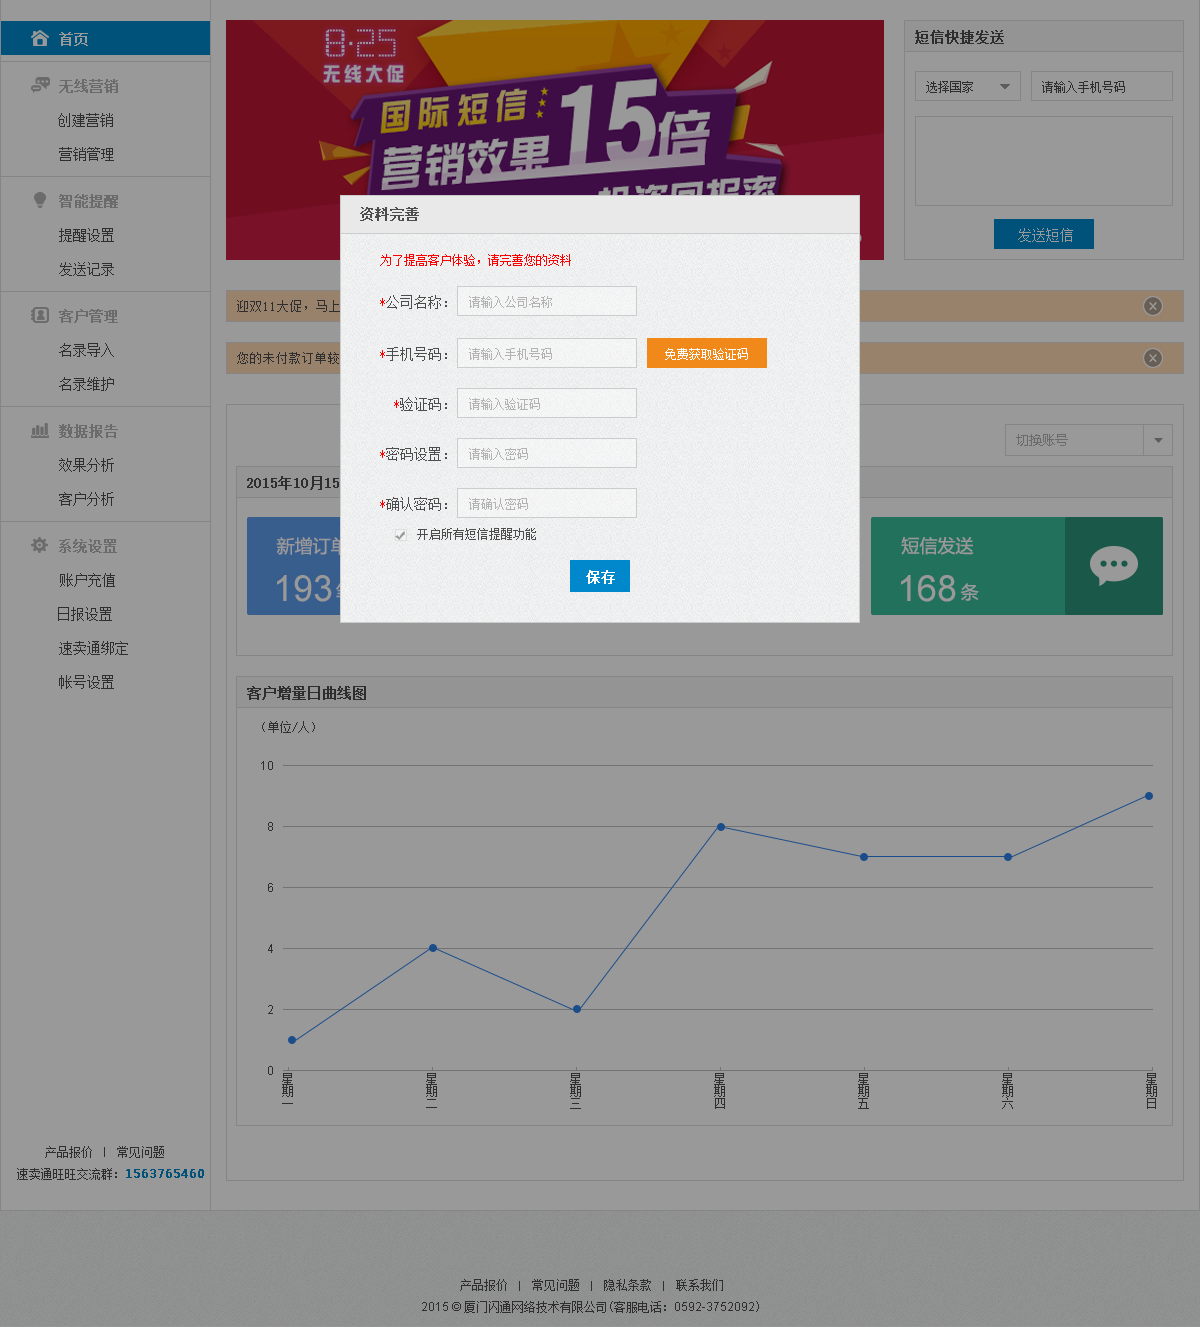 首页
无线营销
创建营销
营销管理
智能提醒
提醒设置
发送记录
客户管理
名录导入
名录维护
数据报告
效果分析
客户分析
系统设置
账户充值
日报设置
速卖通绑定
帐号设置
产品报价 | 常见问题
速卖通旺旺交流群：1563765460
8·25
无线大促
国际短信：
营销效果15倍
投资回报率
短信快捷发送
选择国家 请输入手机号码
发送短信
迎双11大促，马上
您的未付款订单较
资料完善
为了提高客户体验，请完善您的资料
*公司名称： 请输入公司名称
*手机号码： 请输入手机号码 免费获取验证码
*验证码： 请输入验证码
*密码设置： 请输入密码
*确认密码： 请确认密码
开启所有短信提醒功能
保存
切换账号
2015年10月15
新增订单
193
短信发送
168条
客户增量日曲线图
（单位/人）
10
8
6
4
2
0
星期一 星期二 星期三 星期四 星期五 星期六 星期日
产品报价 | 常见问题 | 隐私条款 | 联系我们
2015 © 厦门闪通网络技术有限公司(客服电话：0592-3752092)